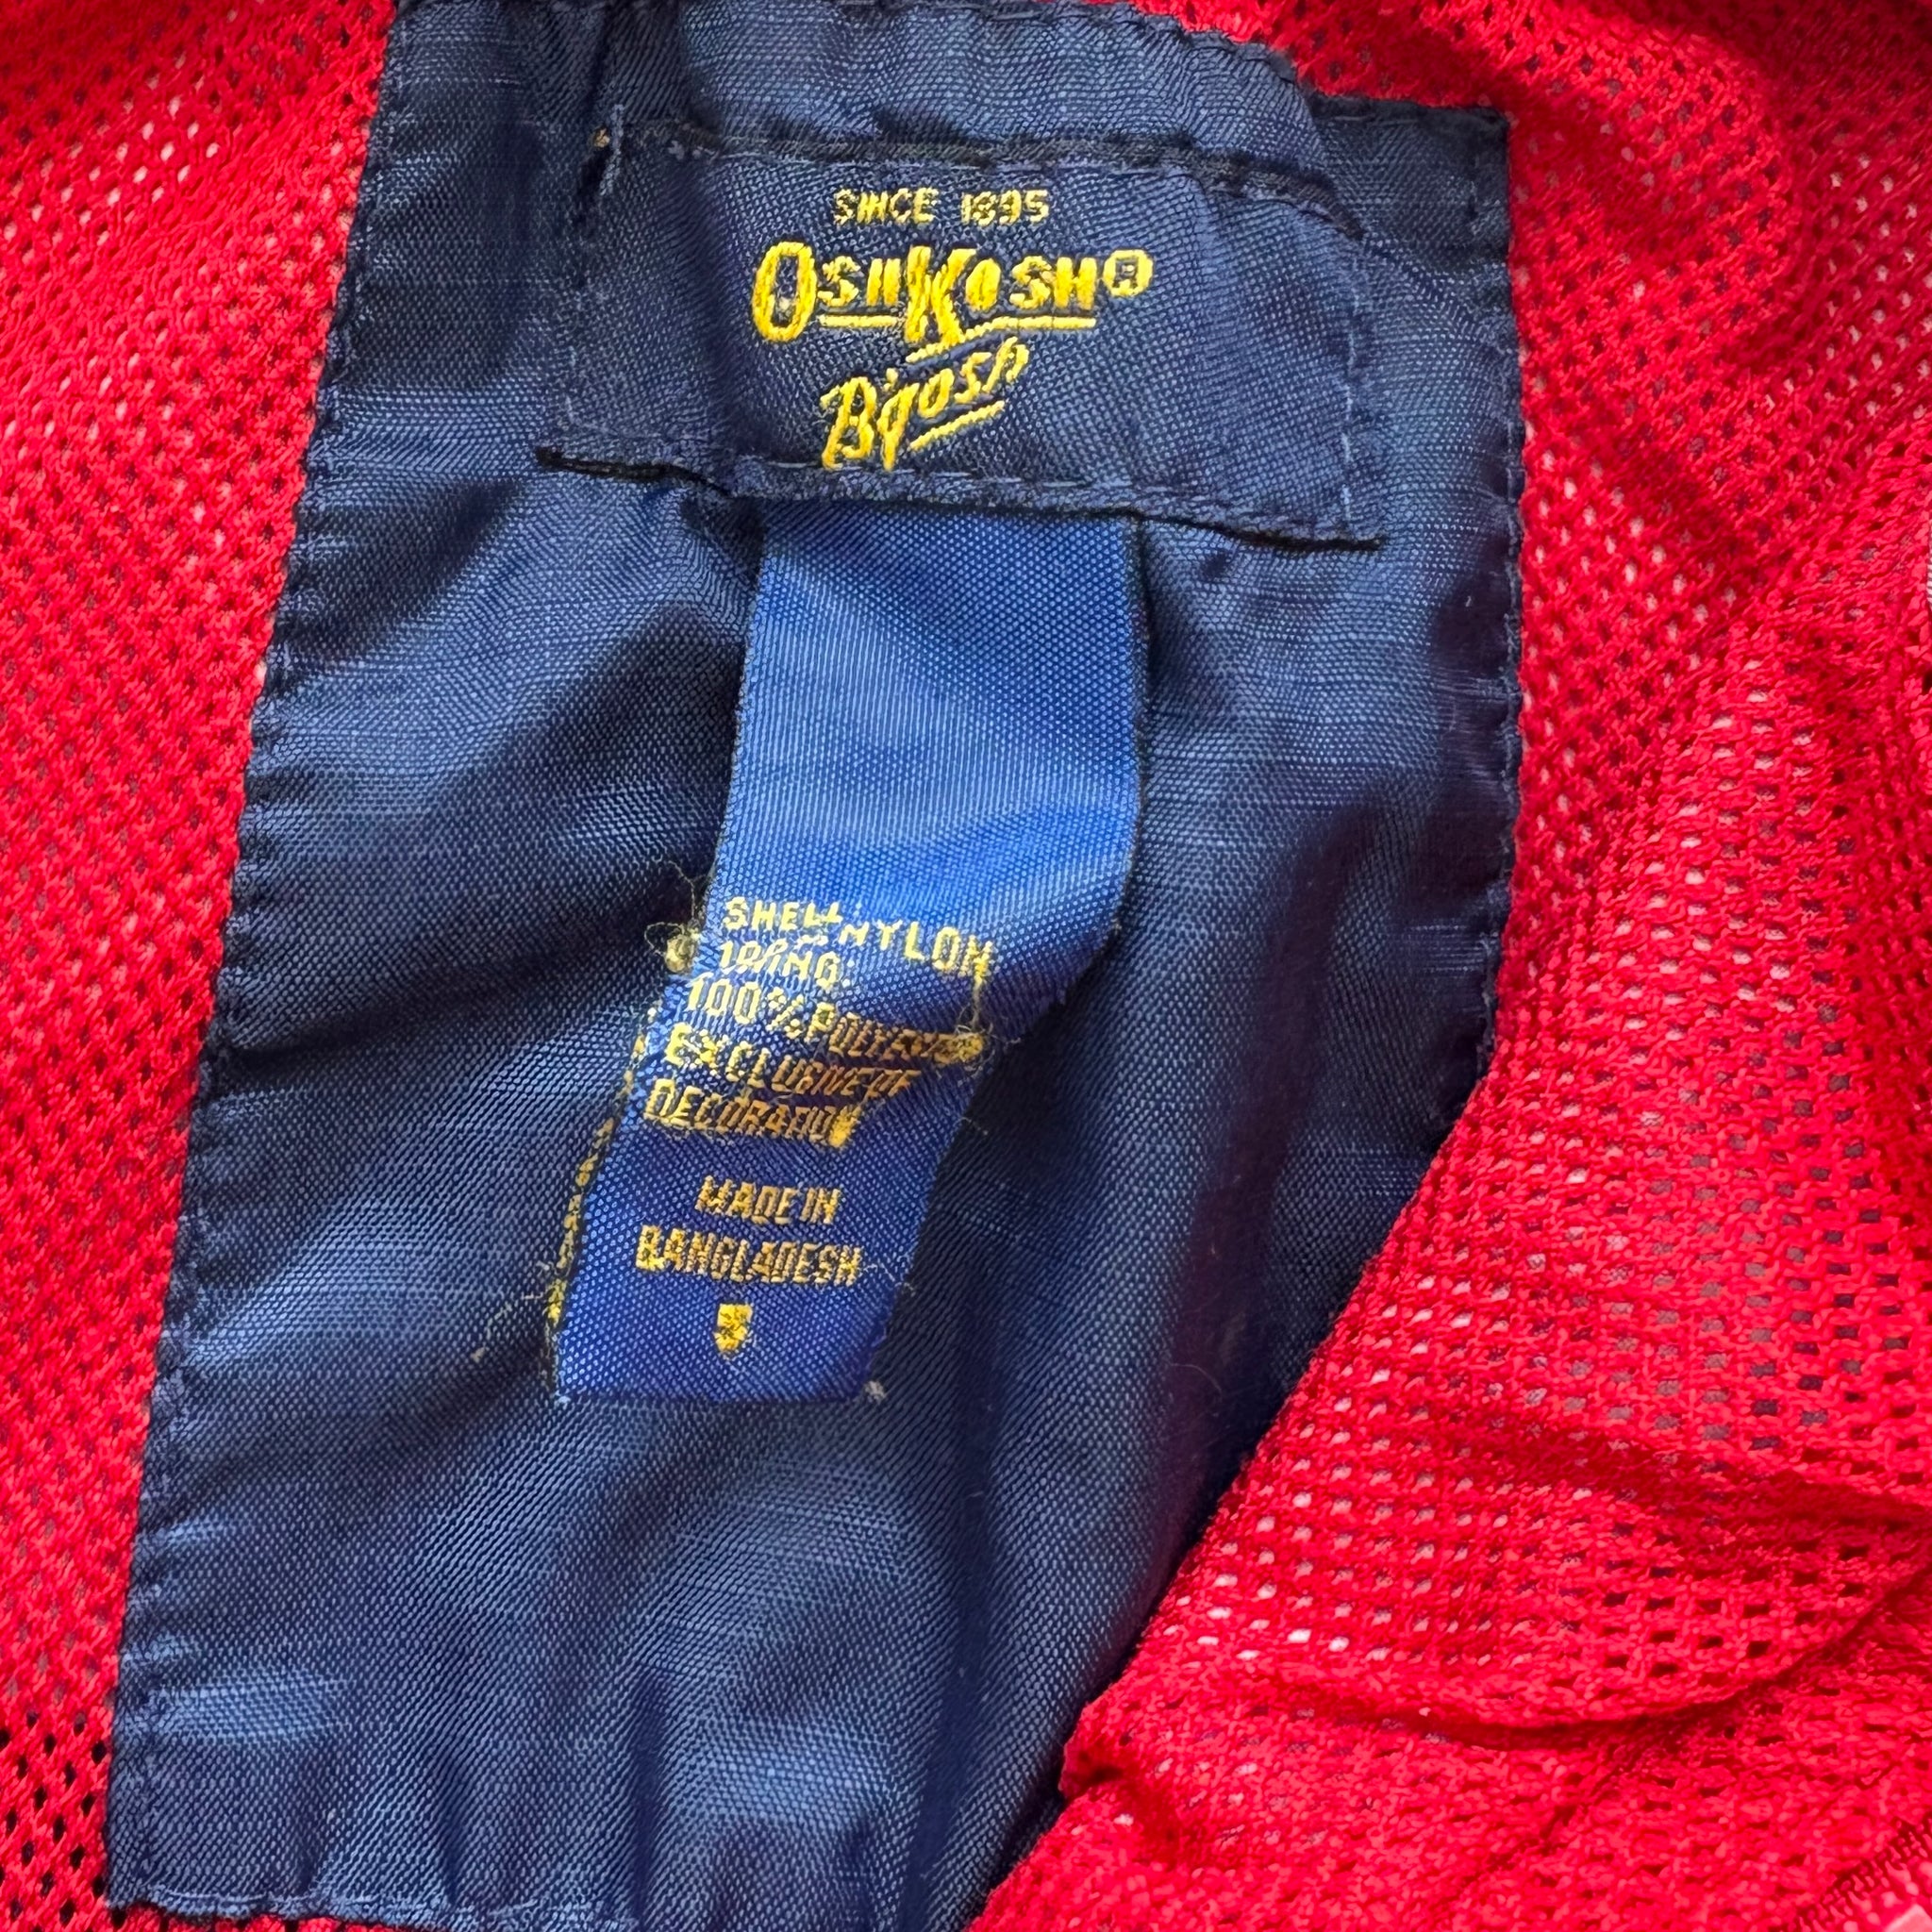 SINCE 1895
OSHKOSH®
B'gosh
SHELL: NYLON
LINING:
100% POLYESTER
EXCLUSIVE OF
DECORATION
MADE IN
BANGLADESH